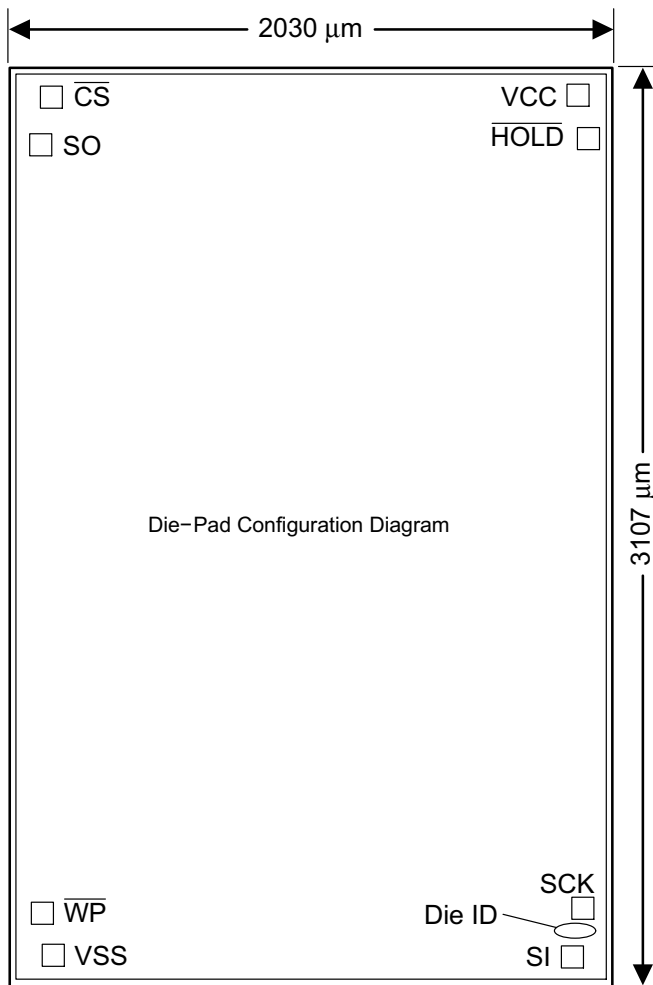 2030 μm
CS
VCC
SO
HOLD
3107 μm
Die−Pad Configuration Diagram
SCK
WP
Die ID
VSS
SI